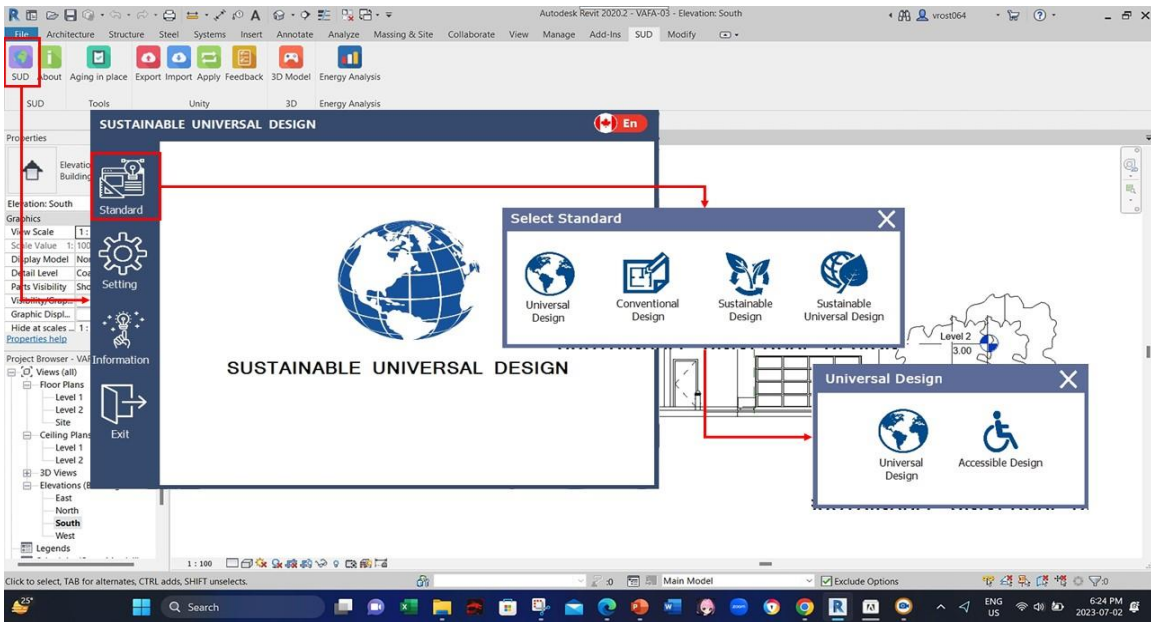 Autodesk Revit 2020.2 - VAFA-03 - Elevation: South
vrost064
File Architecture Structure Steel Systems Insert Annotate Analyze Massing & Site Collaborate View Manage Add-Ins SUD Modify
SUD About Aging in place Export Import Apply Feedback 3D Model Energy Analysis
SUD Tools Unity 3D Energy Analysis
SUSTAINABLE UNIVERSAL DESIGN
En
Properties
Building
Elevation: South
Graphics
View Scale 1:
Scale Value 1: 100
Display Model
Detail Level
Parts Visibility
Graphic Displ...
Hide at scales ... 1:
Properties help
Standard
Setting
Information
Exit
SUSTAINABLE UNIVERSAL DESIGN
Select Standard
Universal
Design
Conventional
Design
Sustainable
Design
Sustainable
Universal Design
Level 2
3.00
Universal Design
Universal
Design
Accessible Design
Project Browser - VAF
Views (all)
Floor Plans
Level 1
Level 2
Site
Ceiling Plans
Level 1
Level 2
3D Views
Elevations (B
East
North
South
West
Legends
1 : 100
Click to select, TAB for alternates, CTRL adds, SHIFT unselects.
:0
Main Model
Exclude Options
:0
25°
Search
ENG
US
6:24 PM
2023-07-02